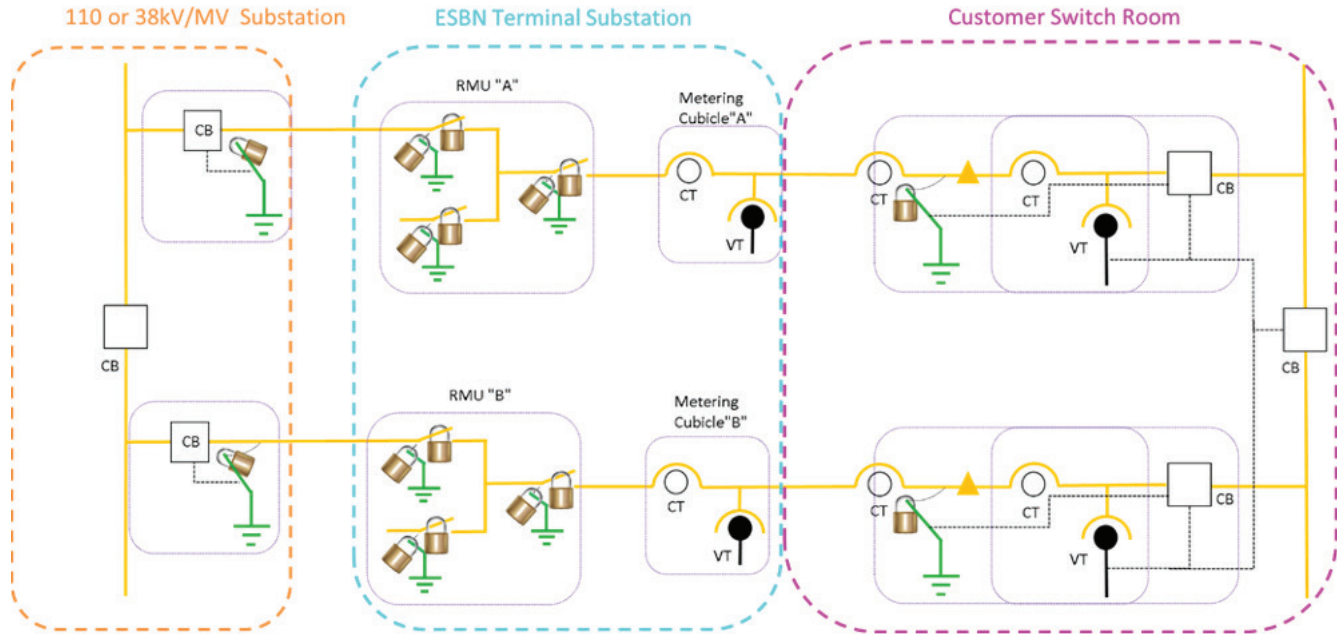 110 or 38kV/MV  Substation
ESBN Terminal Substation
Customer Switch Room
RMU "A"
Metering
Cubicle"A"
CB
CT
VT
CT
CT
VT
CB
CB
CB
RMU "B"
Metering
Cubicle"B"
CB
CT
VT
CT
CT
VT
CB